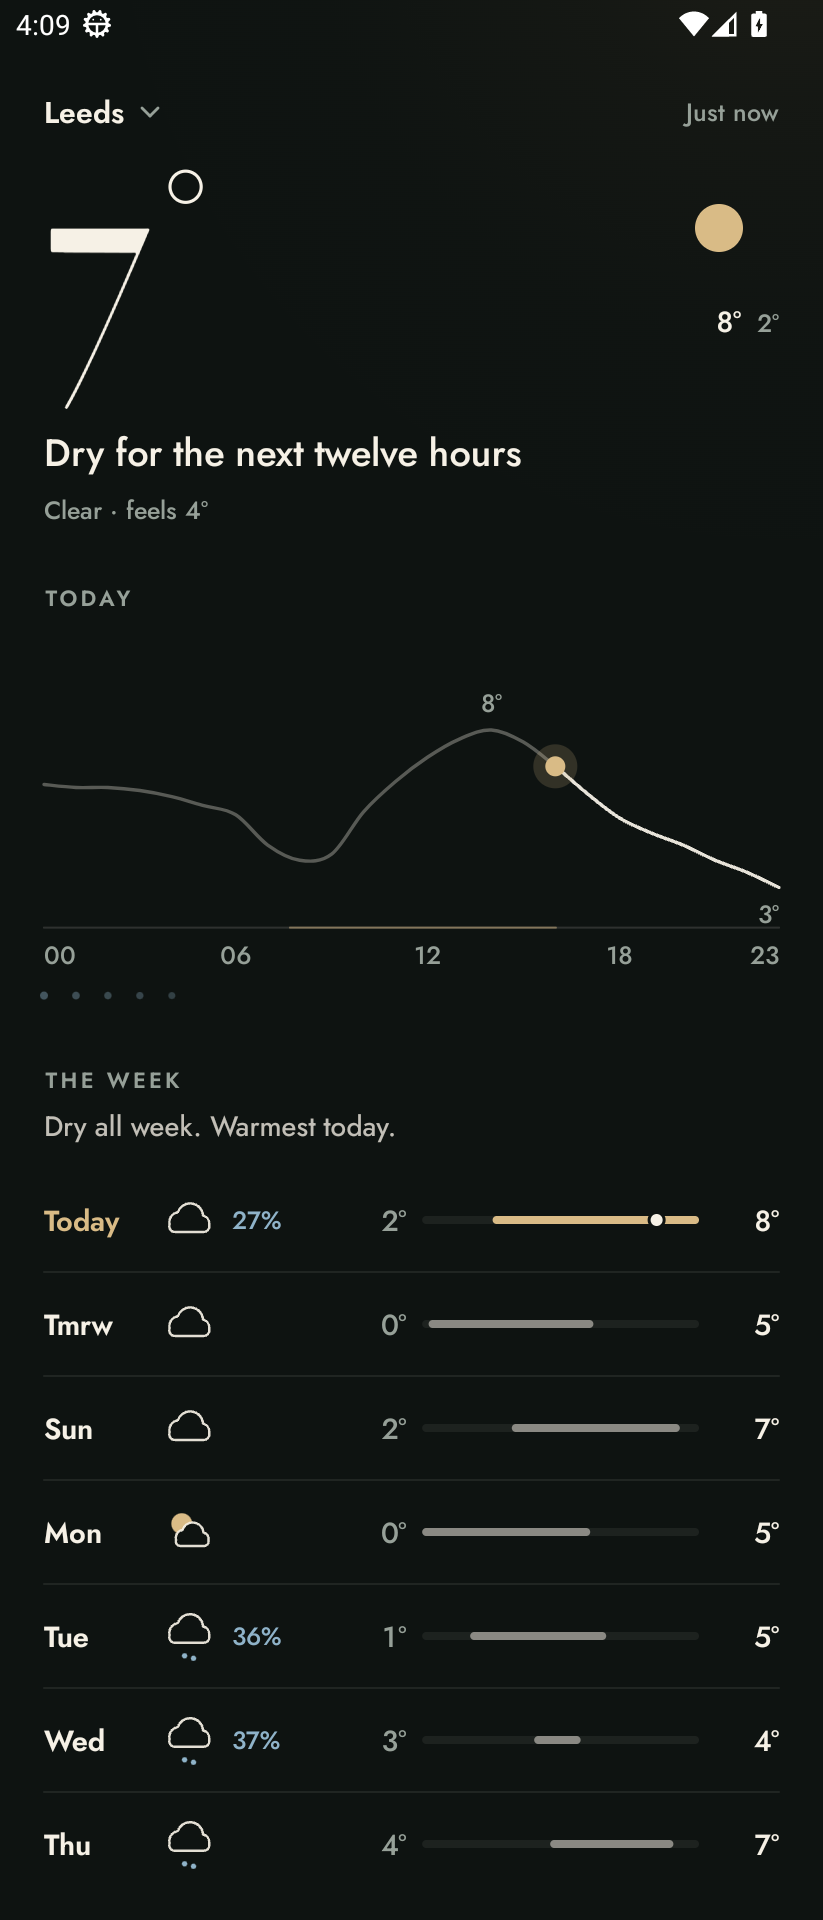 4:09
Leeds
Just now
7°
8° 2°
Dry for the next twelve hours
Clear · feels 4°
TODAY
8°
3°
00 06 12 18 23
THE WEEK
Dry all week. Warmest today.
Today 27% 2° 8°
Tmrw 0° 5°
Sun 2° 7°
Mon 0° 5°
Tue 36% 1° 5°
Wed 37% 3° 4°
Thu 4° 7°